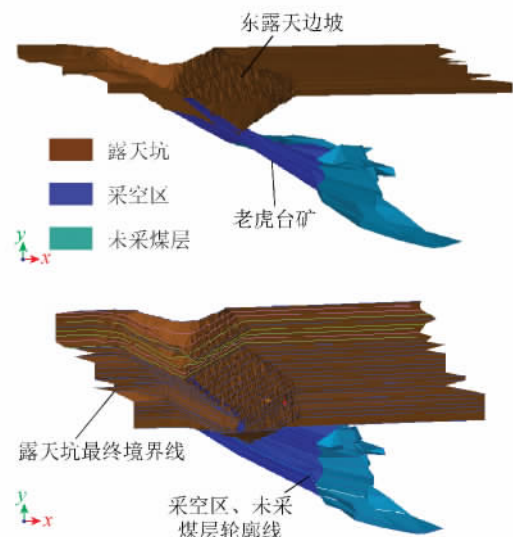 东露天边坡
露天坑
采空区
未采煤层
老虎台矿
y
x
露天坑最终境界线
采空区、未采
煤层轮廓线
y
x